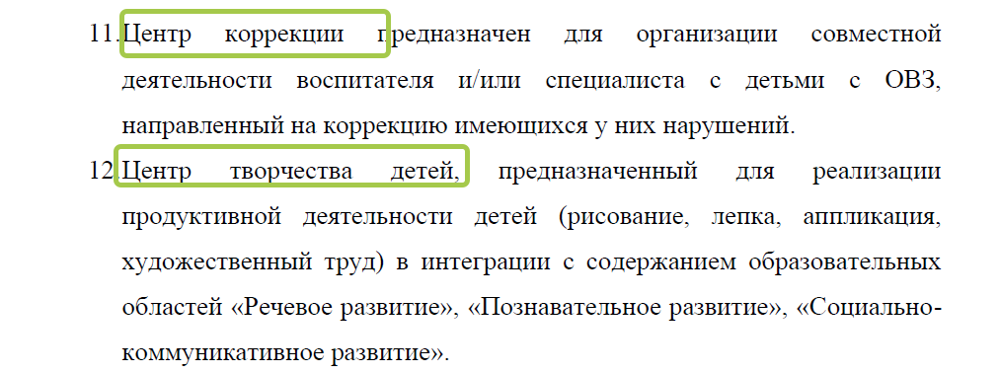 11. Центр коррекции предназначен для организации совместной
деятельности воспитателя и/или специалиста с детьми с ОВЗ,
направленный на коррекцию имеющихся у них нарушений.
12. Центр творчества детей, предназначенный для реализации
продуктивной деятельности детей (рисование, лепка, аппликация,
художественный труд) в интеграции с содержанием образовательных
областей «Речевое развитие», «Познавательное развитие», «Социально-
коммуникативное развитие».